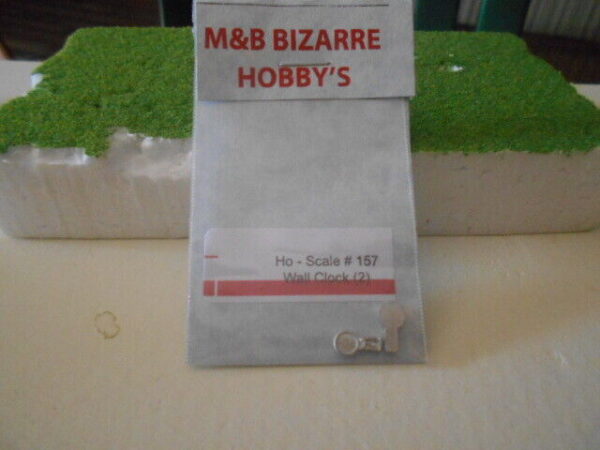 M&B BIZARRE
HOBBY'S
Ho - Scale # 157
Wall Clock (2)